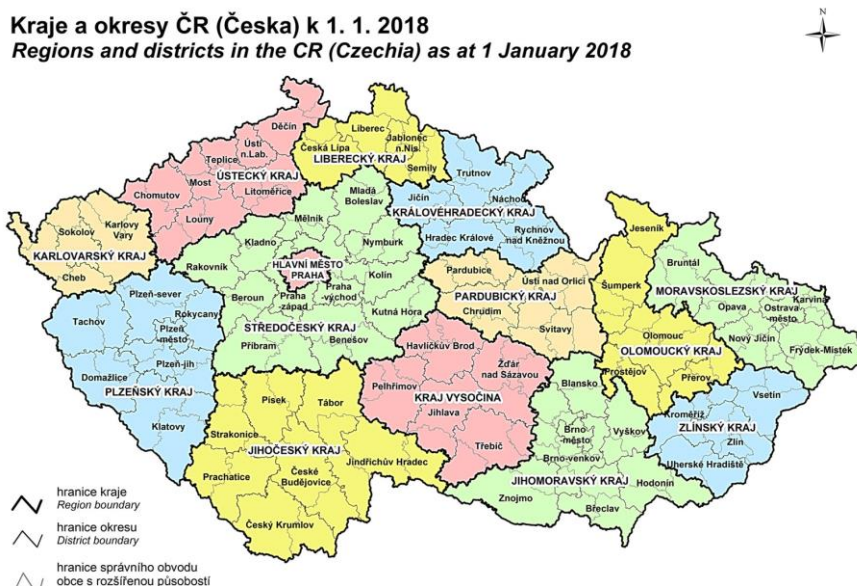 Kraje a okresy ČR (Česka) k 1. 1. 2018
Regions and districts in the CR (Czechia) as at 1 January 2018
Děčín
Liberec
Ústí
n.Lab.
Česká Lípa
Jablonec
n.Nis.
Teplice
LIBERECKÝ KRAJ
Semily
Trutnov
ÚSTECKÝ KRAJ
Most
Chomutov
Litoměřice
Louny
Mladá
Boleslav
Jičín
Náchod
KRÁLOVÉHRADECKÝ KRAJ
Mělník
Sokolov
Karlovy
Vary
KARLOVARSKÝ KRAJ
Cheb
Kladno
Nymburk
Hradec Králové
Rychnov
nad Kněžnou
Jeseník
Rakovník
HLAVNÍ MĚSTO
PRAHA
Kolín
Pardubice
Ústí nad Orlicí
Bruntál
Plzeň-sever
Beroun
Praha
-západ
Praha
-východ
PARDUBICKÝ KRAJ
Šumperk
MORAVSKOSLEZSKÝ KRAJ
Karviná
Tachov
Rokycany
Kutná Hora
Chrudim
Opava
Ostrava-
město
Plzeň
-město
STŘEDOČESKÝ KRAJ
Svitavy
Olomouc
Nový Jičín
Příbram
Benešov
Havlíčkův Brod
OLOMOUCKÝ KRAJ
Frýdek-Místek
Plzeň-jih
Žďár
nad Sázavou
Domažlice
PLZEŇSKÝ KRAJ
Prostějov
Přerov
Pelhřimov
KRAJ VYSOČINA
Blansko
Vsetín
Písek
Tábor
Jihlava
Kroměříž
Klatovy
Strakonice
Brno-
město
Vyškov
ZLÍNSKÝ KRAJ
Třebíč
Zlín
JIHOČESKÝ KRAJ
Jindřichův Hradec
Brno-venkov
Uherské Hradiště
Prachatice
České
Budějovice
JIHOMORAVSKÝ KRAJ
Hodonín
Znojmo
Břeclav
Český Krumlov
hranice kraje
Region boundary
hranice okresu
District boundary
hranice správního obvodu
obce s rozšířenou působostí